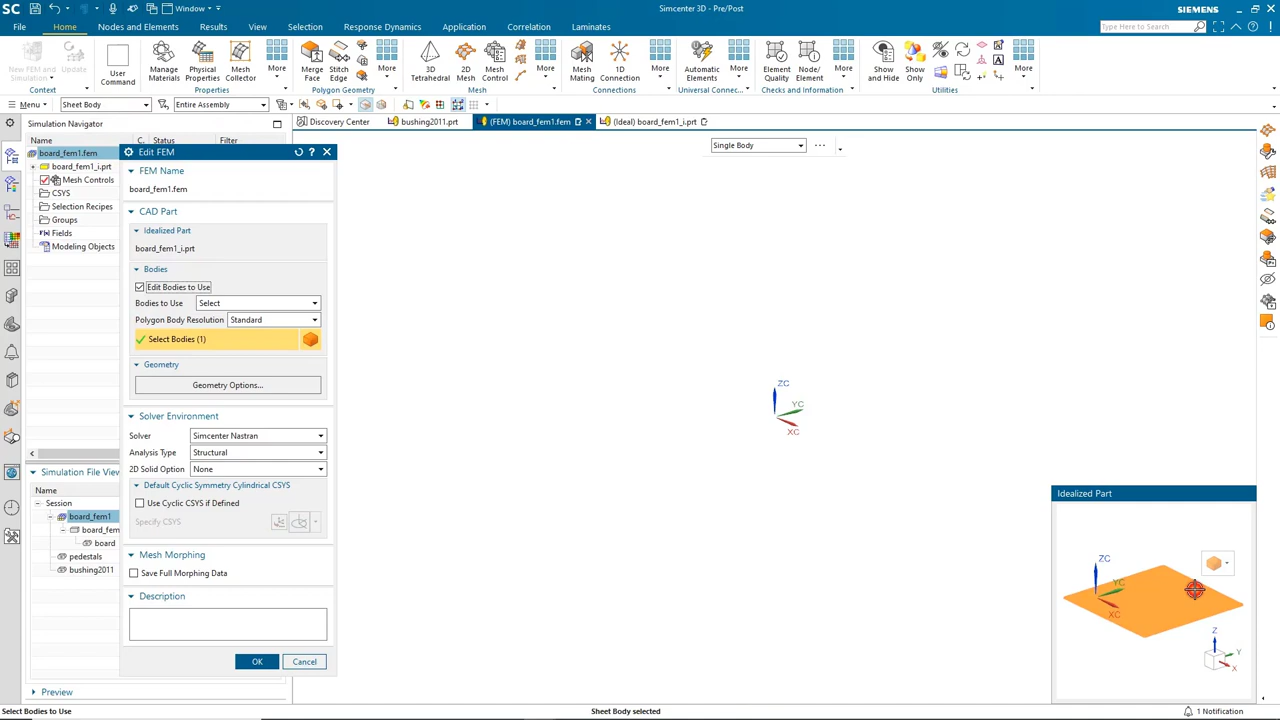 SC Window Simcenter 3D - Pre/Post SIEMENS
File Home Nodes and Elements Results View Selection Response Dynamics Application Correlation Laminates Type Here to Search
New FEM and Simulation Update User Command Manage Materials Physical Properties Mesh Collector More Merge Face Stitch Edge More 3D Tetrahedral 2D Mesh Mesh Control More Mesh Mating 1D Connection More Automatic Elements More Element Quality Node/Element More Show and Hide Show Only More
Context Properties Polygon Geometry Mesh Connections Universal Connec... Checks and Information Utilities
Menu Sheet Body Entire Assembly
Simulation Navigator Discovery Center bushing2011.prt (FEM) board_fem1.fem (Ideal) board_fem1_i.prt
Name C. Status Filter
Single Body
board_fem1.fem
board_fem1_i.prt
Mesh Controls
CSYS
Selection Recipes
Groups
Fields
Modeling Objects
Edit FEM
FEM Name
board_fem1.fem
CAD Part
Idealized Part
board_fem1_i.prt
Bodies
Edit Bodies to Use
Bodies to Use Select
Polygon Body Resolution Standard
Select Bodies (1)
Geometry
Geometry Options...
Solver Environment
Solver Simcenter Nastran
Analysis Type Structural
2D Solid Option None
Default Cyclic Symmetry Cylindrical CSYS
Use Cyclic CSYS if Defined
Specify CSYS
Mesh Morphing
Save Full Morphing Data
Description
OK Cancel
Simulation File View
Name
Session
board_fem1
board_fem
board
pedestals
bushing2011
Preview
ZC
YC
XC
Idealized Part
ZC
YC
XC
Z
Y
X
Select Bodies to Use Sheet Body selected 1 Notification